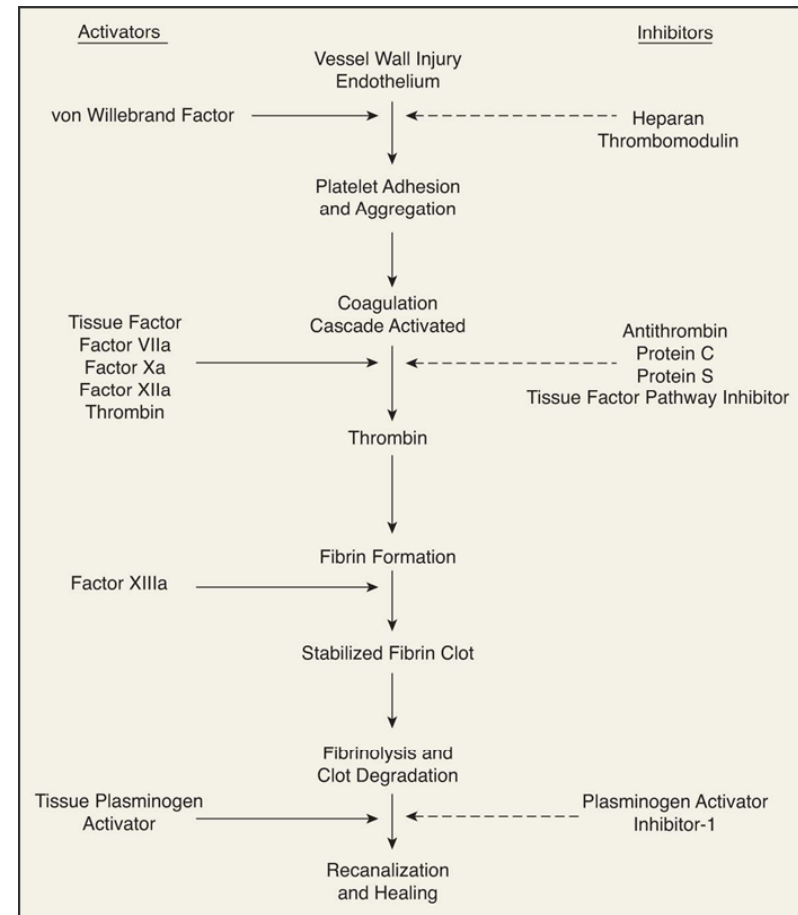 Activators
Inhibitors
Vessel Wall Injury
Endothelium
von Willebrand Factor
Heparan
Thrombomodulin
Platelet Adhesion
and Aggregation
Coagulation
Cascade Activated
Tissue Factor
Factor VIIa
Factor Xa
Factor XIIa
Thrombin
Antithrombin
Protein C
Protein S
Tissue Factor Pathway Inhibitor
Thrombin
Fibrin Formation
Factor XIIIa
Stabilized Fibrin Clot
Fibrinolysis and
Clot Degradation
Tissue Plasminogen
Activator
Plasminogen Activator
Inhibitor-1
Recanalization
and Healing